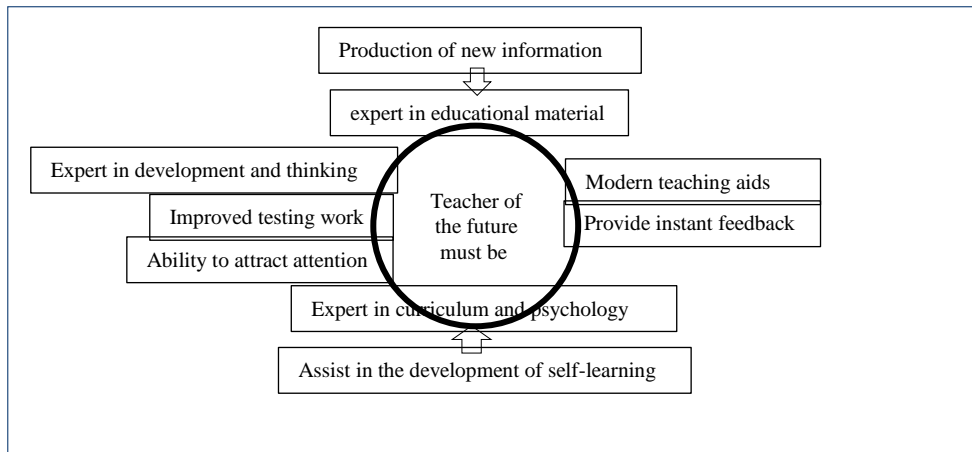 Production of new information
expert in educational material
Expert in development and thinking
Improved testing work
Ability to attract attention
Teacher of
the future
must be
Modern teaching aids
Provide instant feedback
Expert in curriculum and psychology
Assist in the development of self-learning